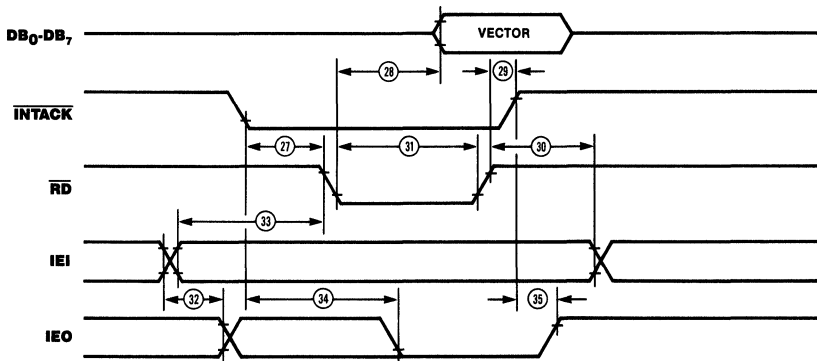 DB0-DB7
VECTOR
28
29
INTACK
27
31
30
RD
33
IEI
32
34
35
IEO